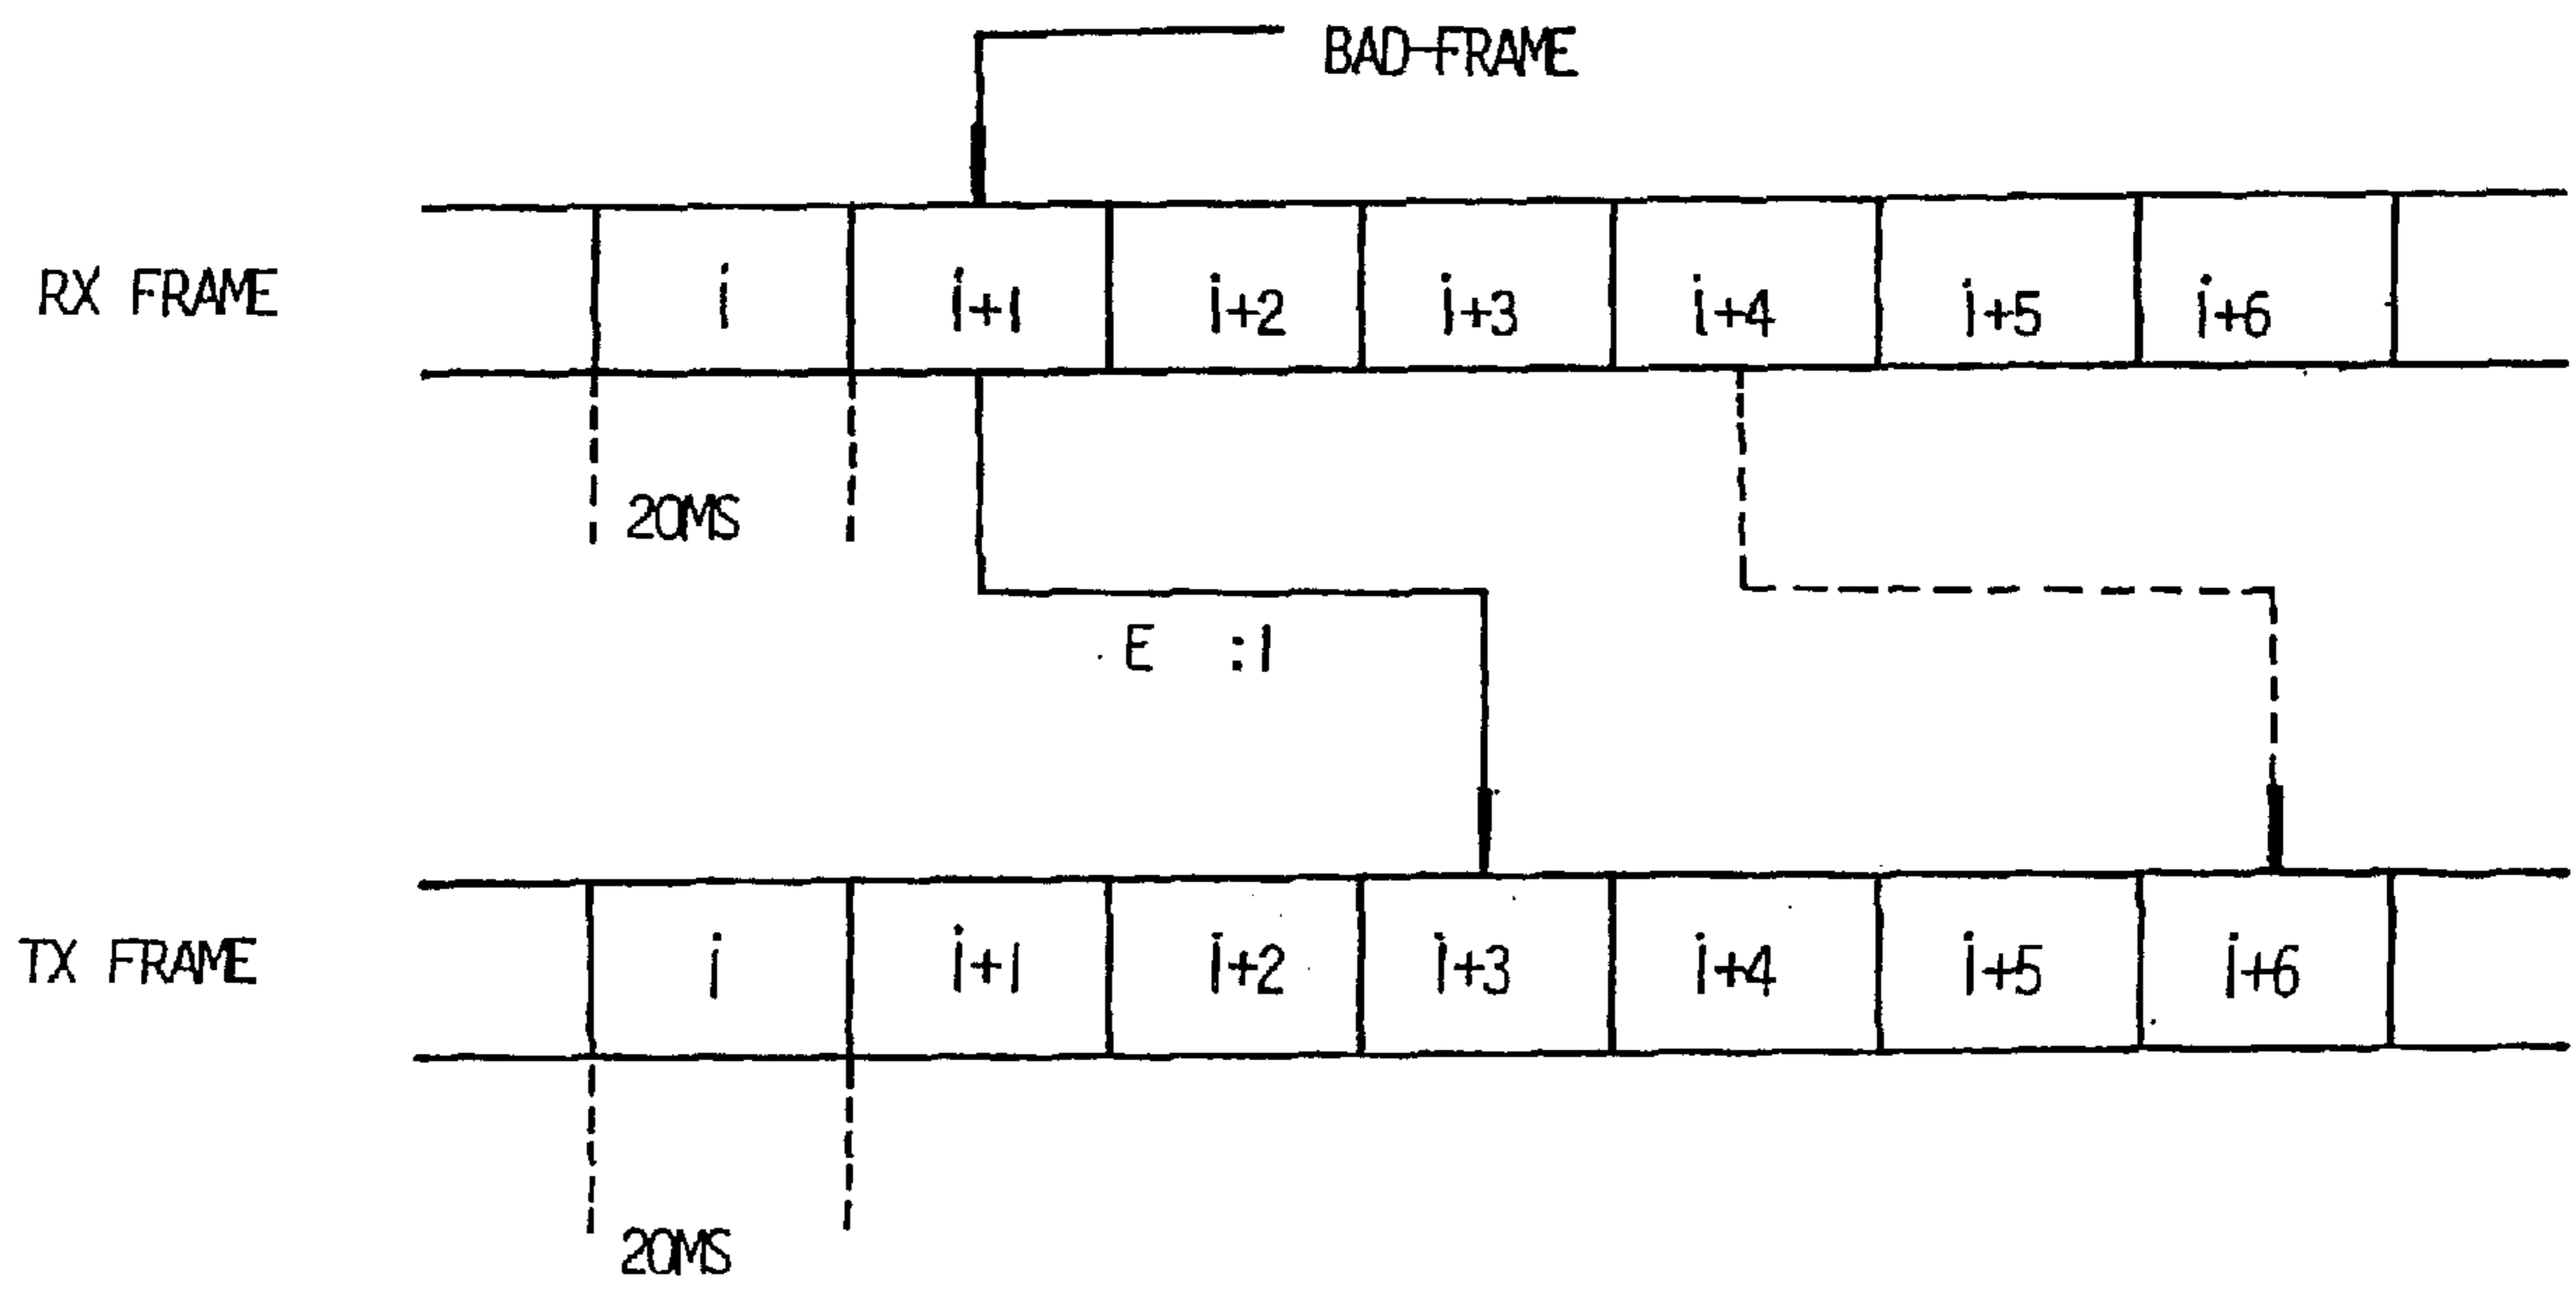 BAD-FRAME
RX FRAME i i+1 i+2 i+3 i+4 i+5 i+6
20MS
E :1
TX FRAME i i+1 i+2 i+3 i+4 i+5 i+6
20MS